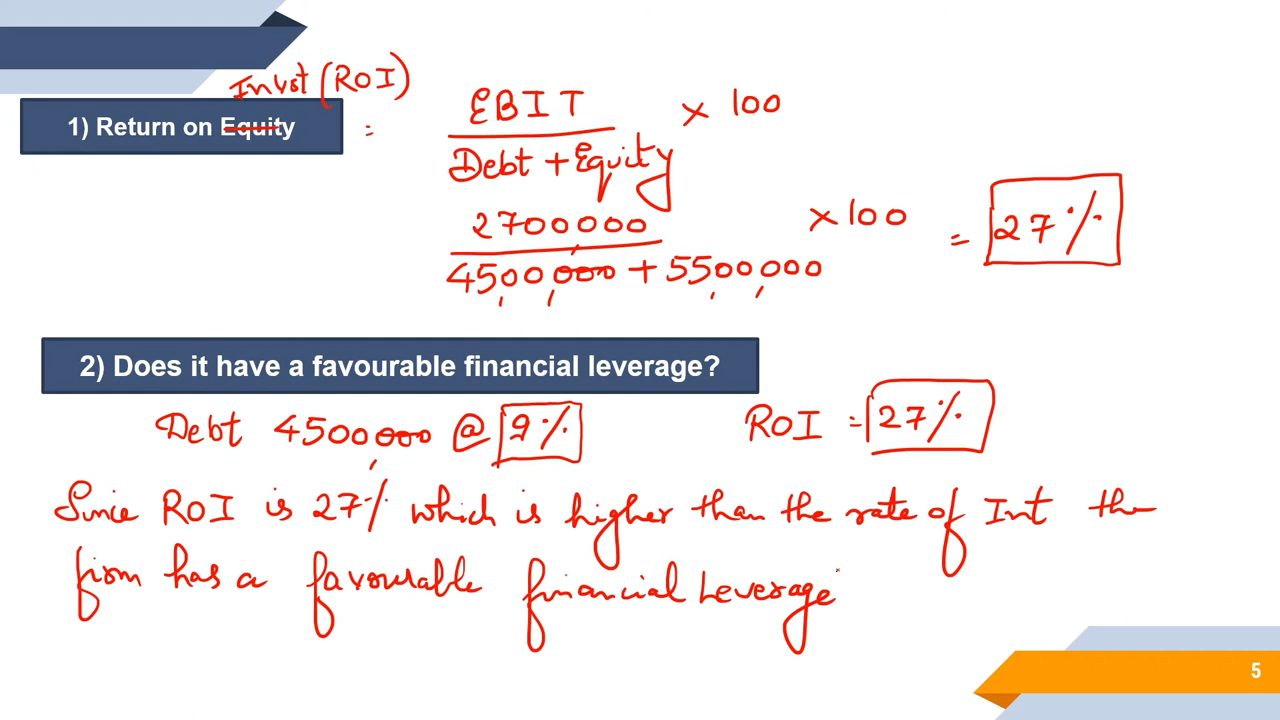 Invst (ROI)
1) Return on Equity =
EBIT × 100
Debt + Equity
2700000 × 100
4500000 + 5500000
= 27%
2) Does it have a favourable financial leverage?
Debt 4500000 @ 9% ROI = 27%
Since ROI is 27% which is higher than the rate of Int the
firm has a favourable financial Leverage
5